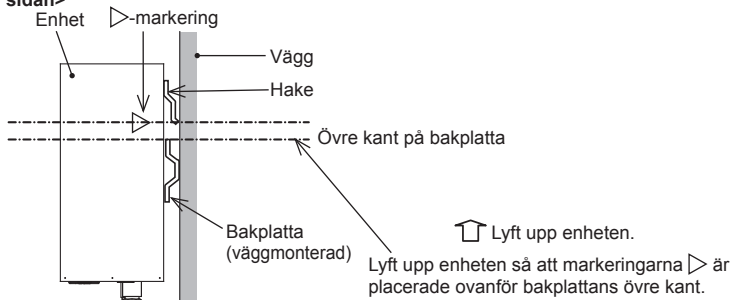 sidan>
Enhet
▷-markering
Vägg
Hake
Övre kant på bakplatta
Bakplatta
(väggmonterad)
⇧ Lyft upp enheten.
Lyft upp enheten så att markeringarna ▷ är
placerade ovanför bakplattans övre kant.